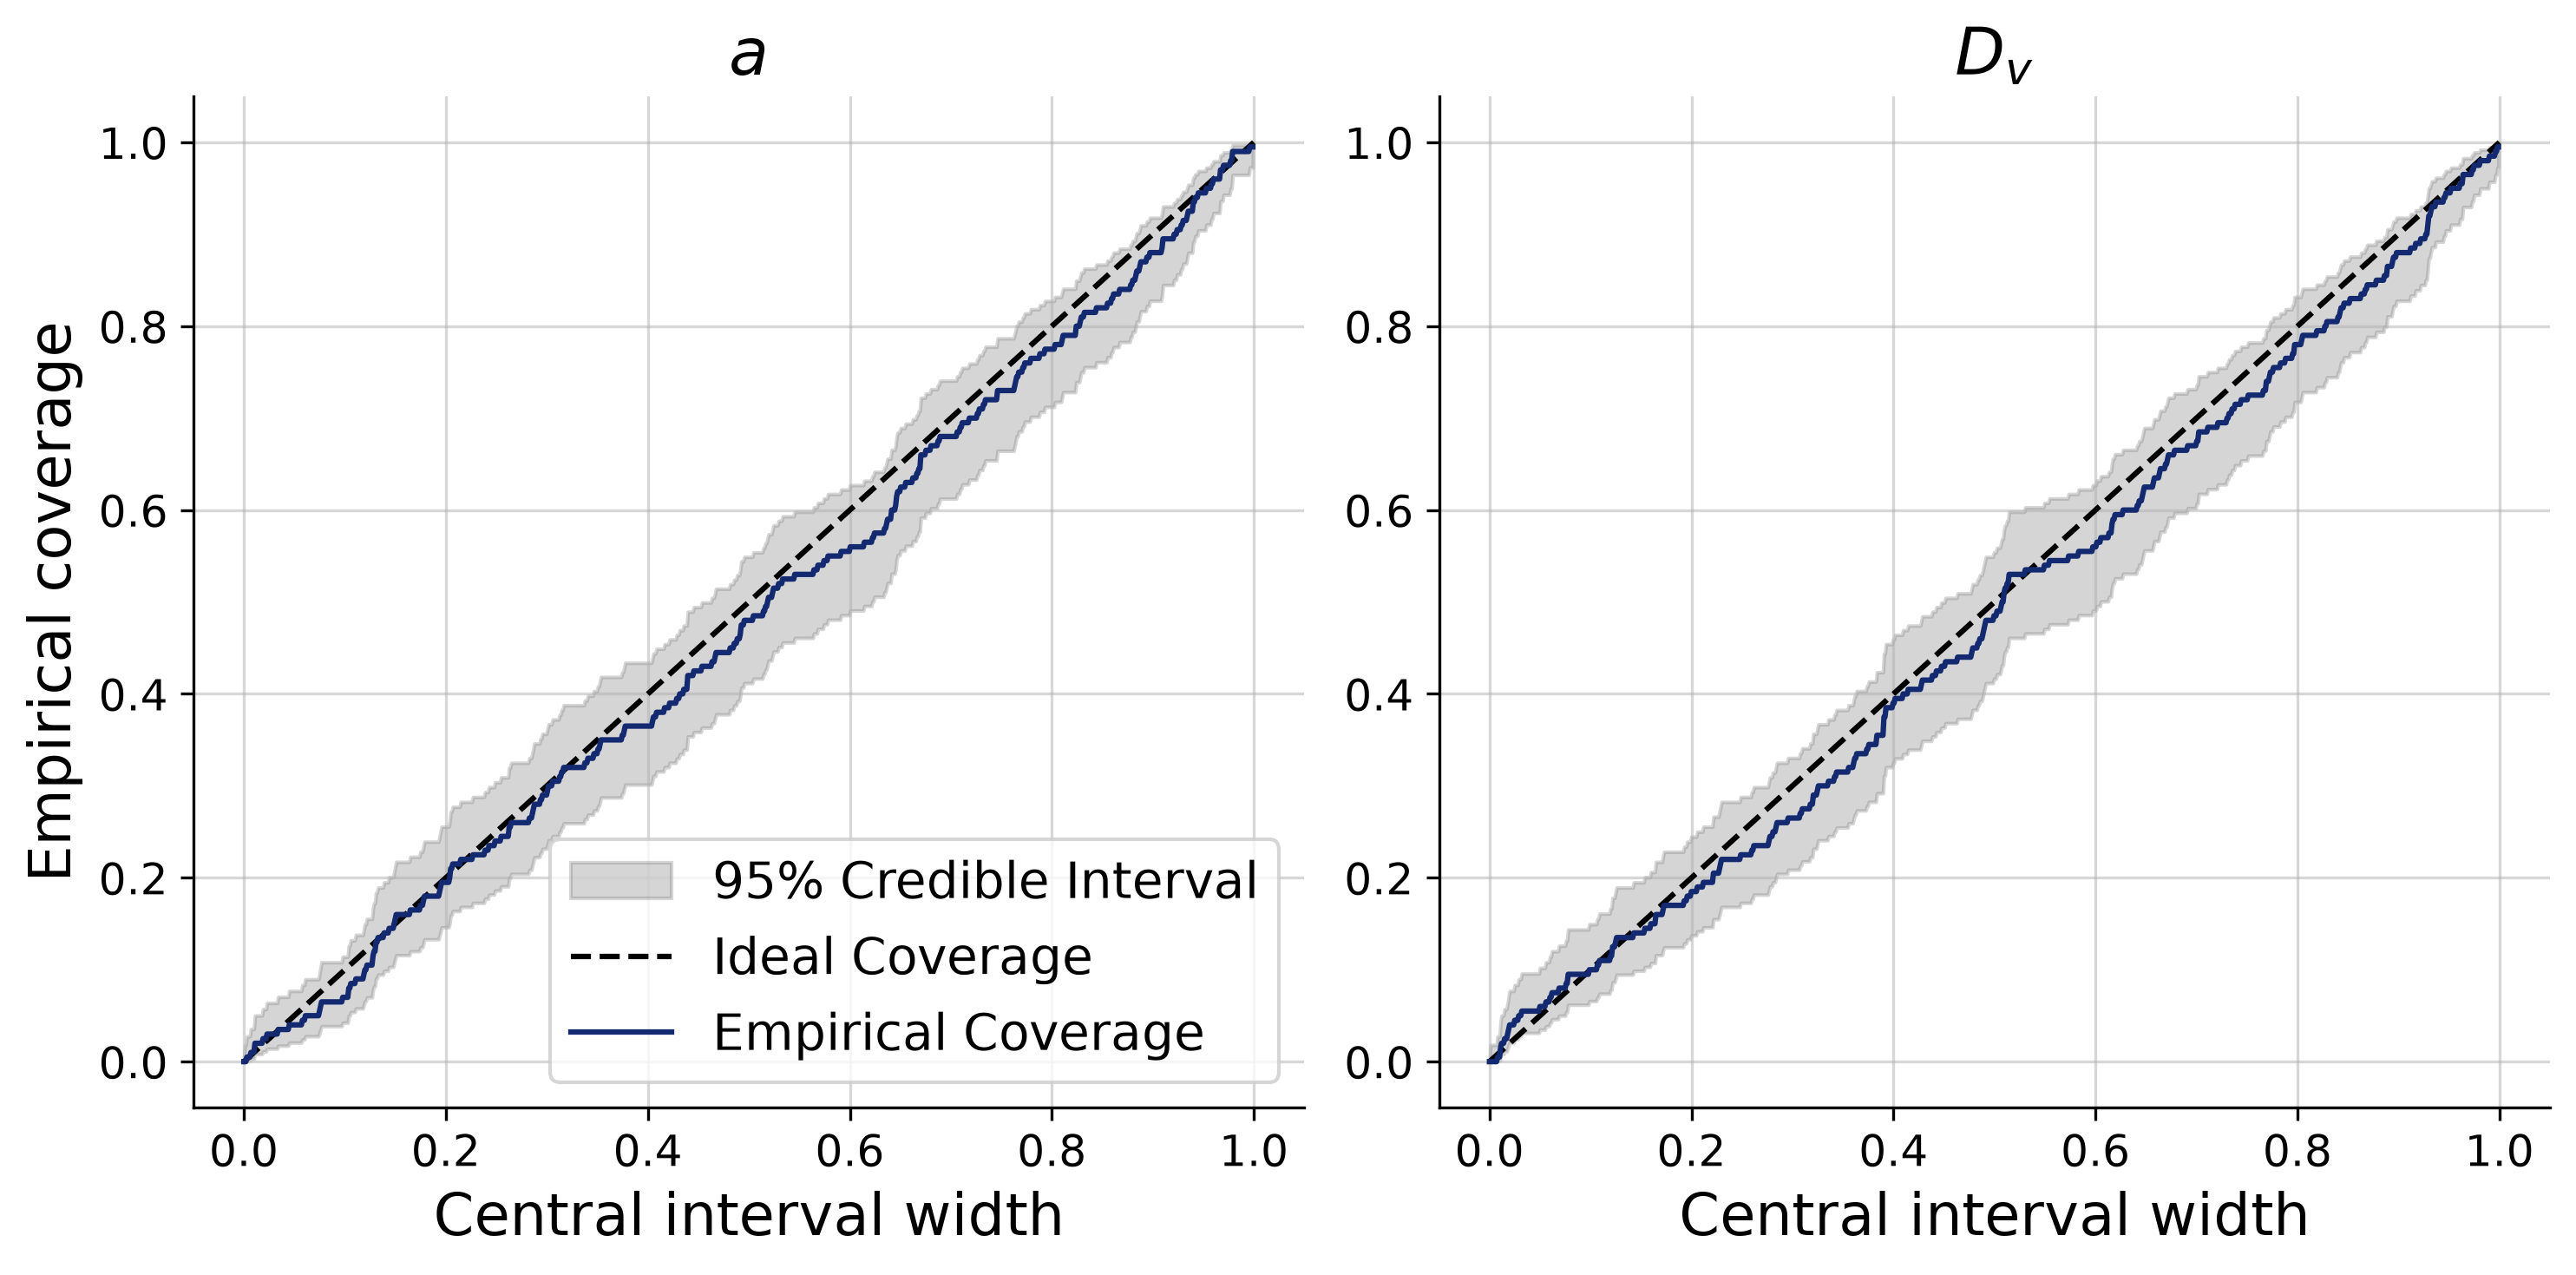 a
D_v
Empirical coverage
1.0
0.8
0.6
0.4
0.2
0.0
95% Credible Interval
Ideal Coverage
Empirical Coverage
0.0 0.2 0.4 0.6 0.8 1.0
Central interval width
1.0
0.8
0.6
0.4
0.2
0.0
0.0 0.2 0.4 0.6 0.8 1.0
Central interval width